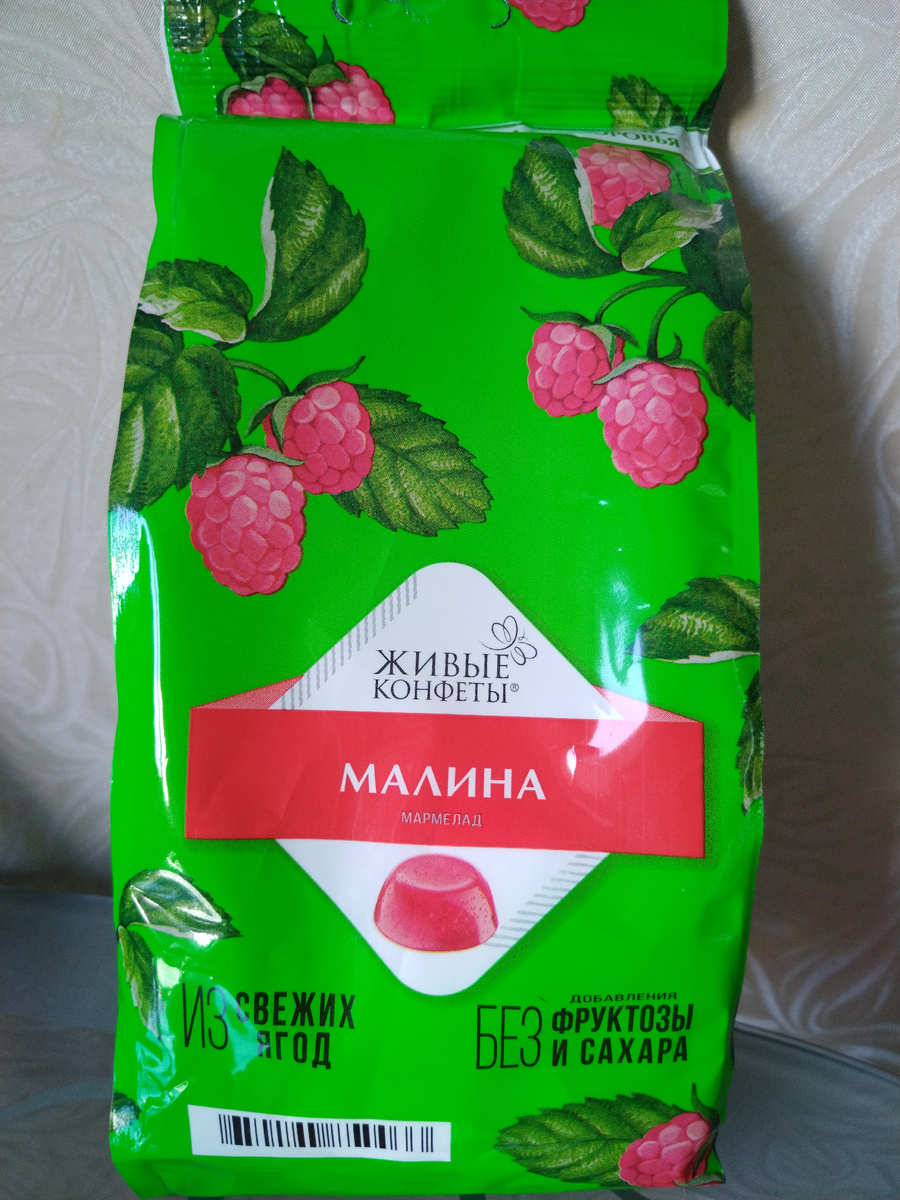 ЖИВЫЕ
КОНФЕТЫ®
МАЛИНА
МАРМЕЛАД
ИЗ СВЕЖИХ
ЯГОД
БЕЗ ДОБАВЛЕНИЯ
ФРУКТОЗЫ
И САХАРА